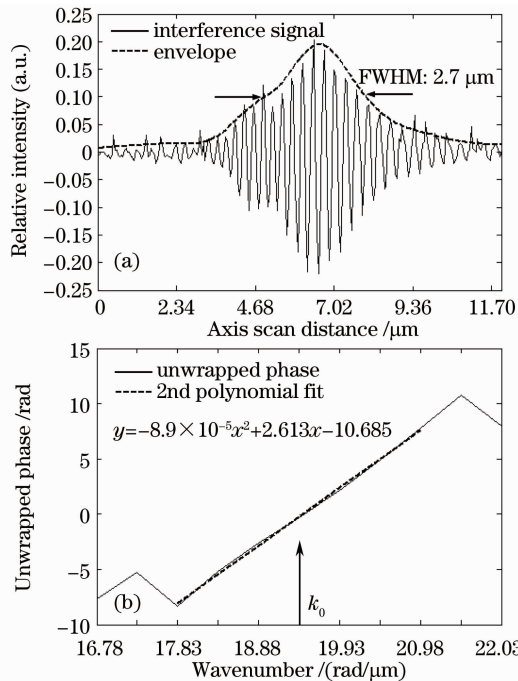 0.25
interference signal
0.20
envelope
0.15
FWHM: 2.7 μm
0.10
0.05
0
-0.05
-0.10
-0.15
-0.20
0.25
(a)
Relative intensity (a.u.)
0 2.34 4.68 7.02 9.36 11.70
Axis scan distance /μm
15
unwrapped phase
2nd polynomial fit
10
y=-8.9×10⁻⁵x²+2.613x-10.685
5
0
-5
-10
(b)
k₀
Unwrapped phase /rad
16.78 17.83 18.88 19.93 20.98 22.03
Wavenumber /(rad/μm)